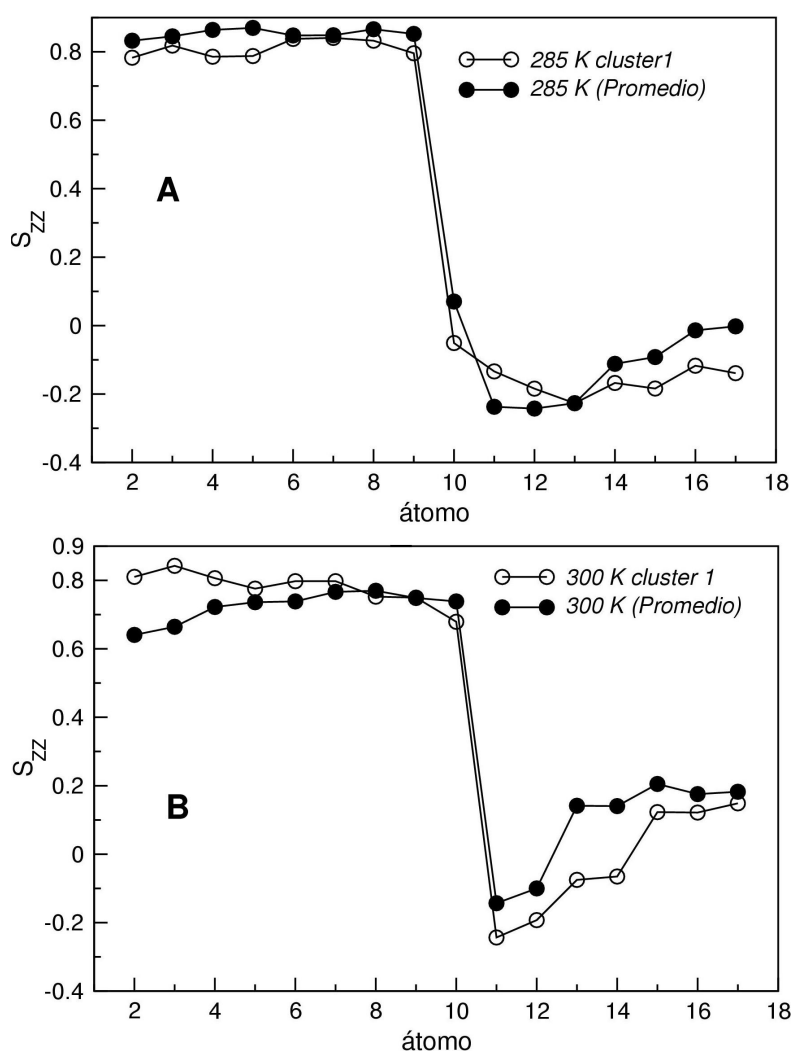 0.8
0.6
0.4
0.2
0
-0.2
-0.4
S_ZZ
A
285 K cluster1
285 K (Promedio)
2 4 6 8 10 12 14 16 18
átomo
0.9
0.8
0.6
0.4
0.2
0
-0.2
-0.4
S_ZZ
B
300 K cluster 1
300 K (Promedio)
2 4 6 8 10 12 14 16 18
átomo